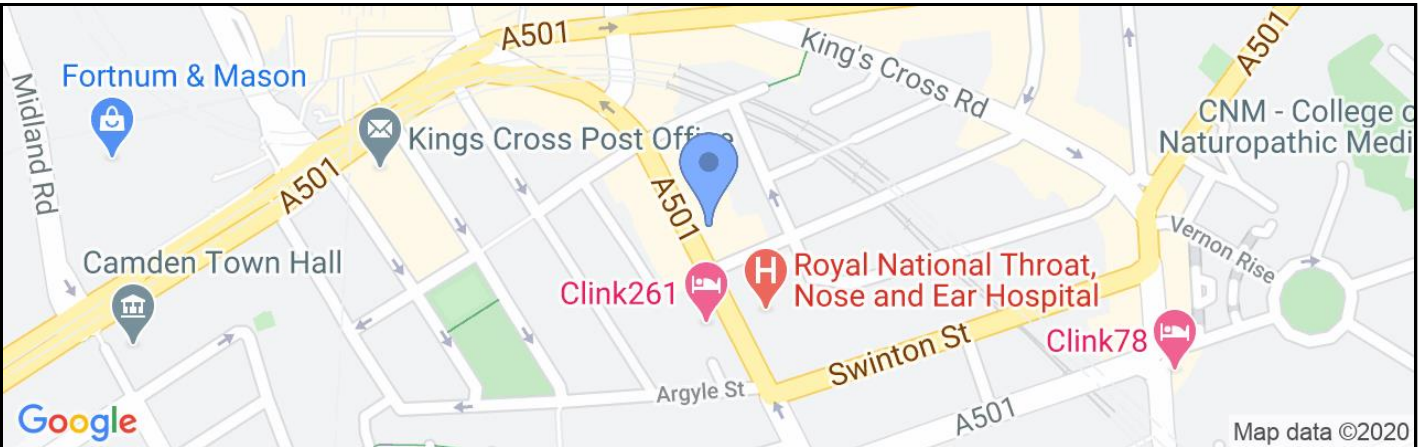 A501
King's Cross Rd
A501
Fortnum & Mason
Midland Rd
Kings Cross Post Office
CNM - College o
Naturopathic Medi
A501
A501
Vernon Rise
Camden Town Hall
Clink261
Royal National Throat,
Nose and Ear Hospital
Clink78
Swinton St
Argyle St
A501
Google
Map data ©2020